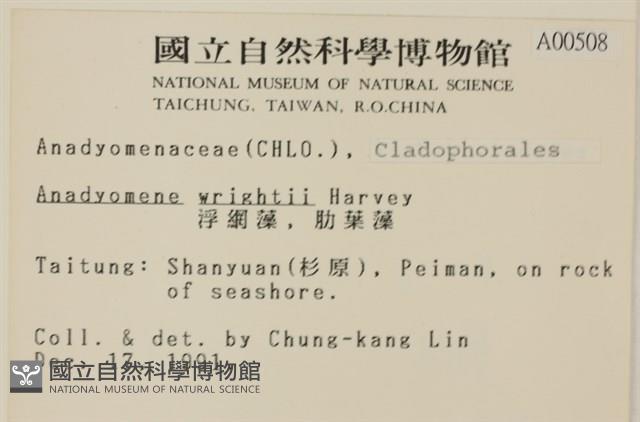 國立自然科學博物館
A00508
NATIONAL MUSEUM OF NATURAL SCIENCE
TAICHUNG, TAIWAN, R.O.CHINA
Anadyomenaceae(CHLO.), Cladophorales
Anadyomene wrightii Harvey
浮網藻, 肋葉藻
Taitung: Shanyuan(杉原), Peiman, on rock
of seashore.
Coll. & det. by Chung-kang Lin
Dec. 17, 1991
國立自然科學博物館
NATIONAL MUSEUM OF NATURAL SCIENCE